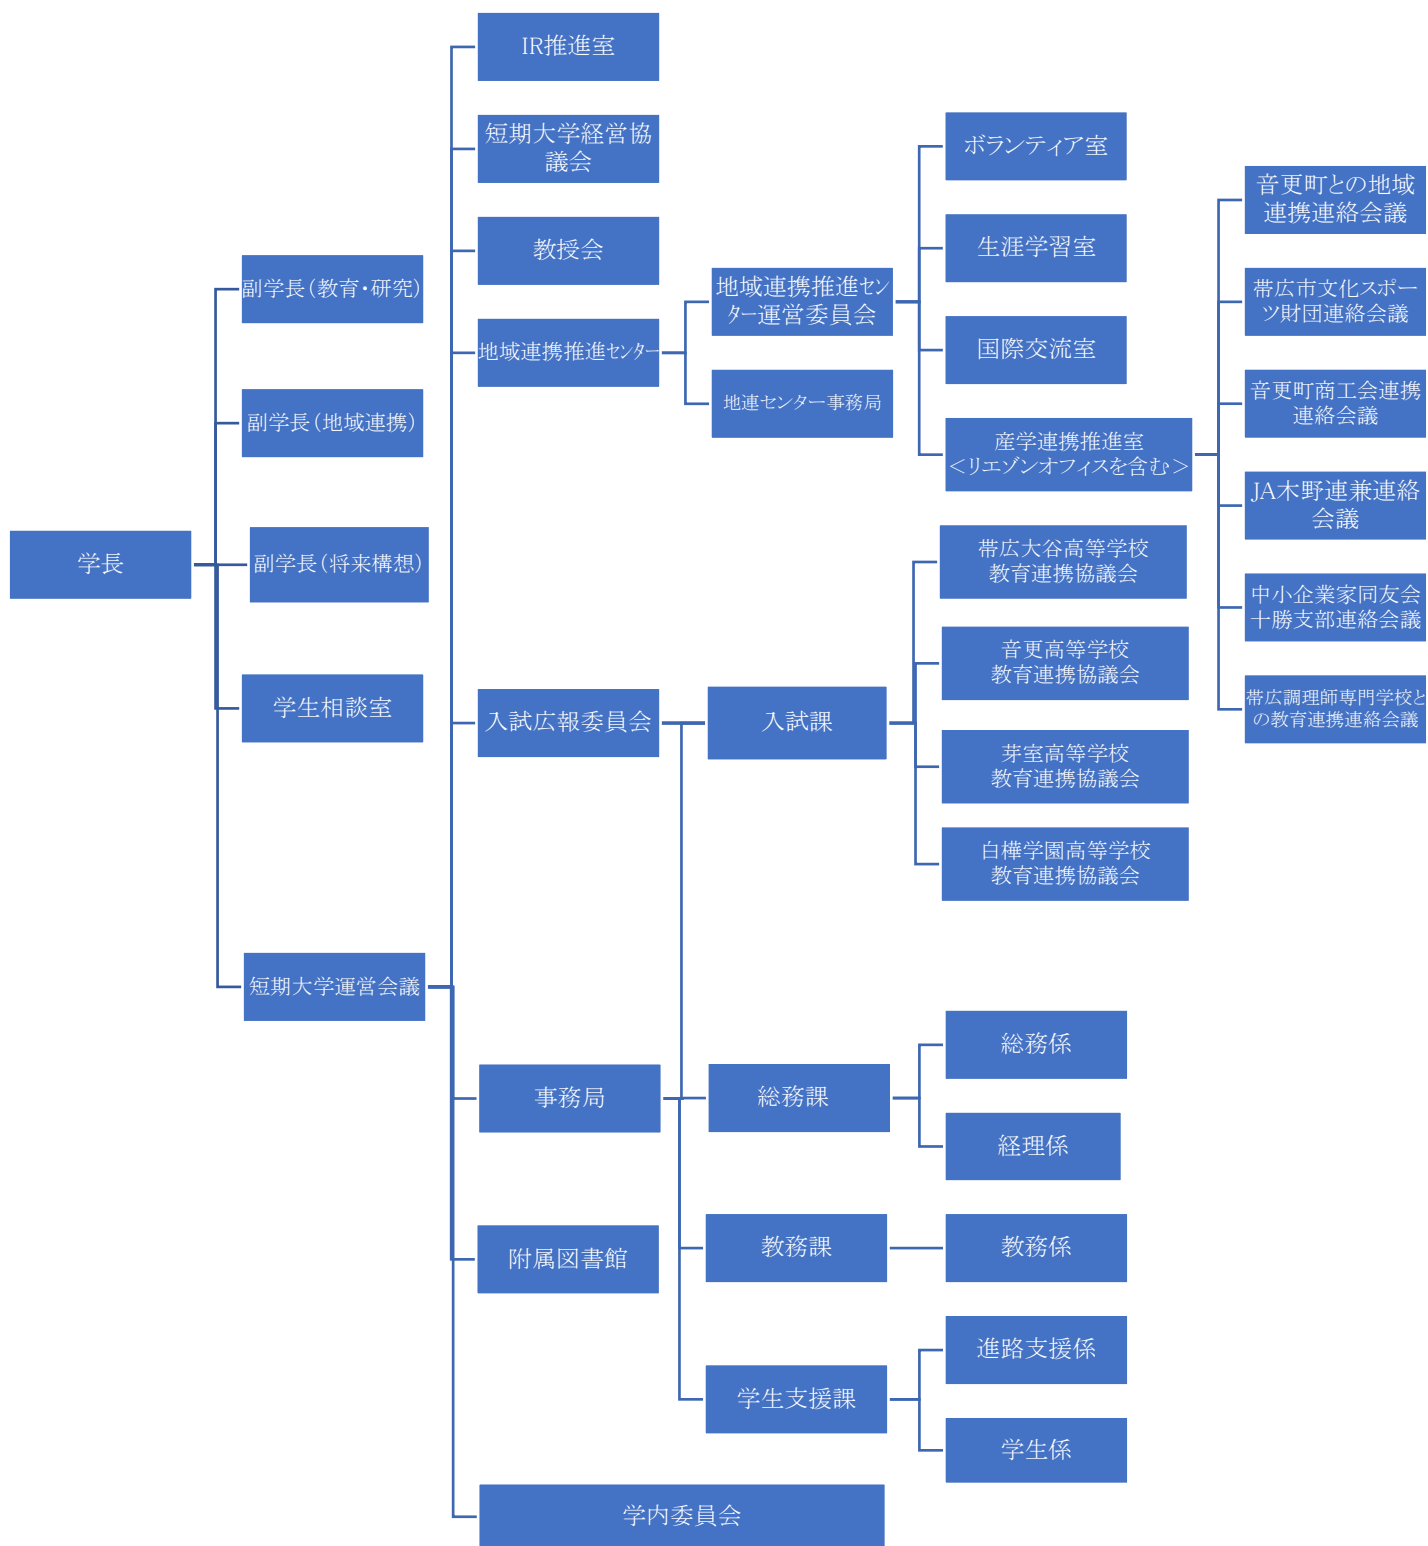 学長
副学長（教育・研究）
副学長（地域連携）
副学長（将来構想）
学生相談室
短期大学運営会議
IR推進室
短期大学経営協
議会
教授会
地域連携推進センター
入試広報委員会
事務局
附属図書館
学内委員会
地域連携推進セン
ター運営委員会
地連センター事務局
入試課
総務課
教務課
学生支援課
ボランティア室
生涯学習室
国際交流室
産学連携推進室
＜リエゾンオフィスを含む＞
帯広大谷高等学校
教育連携協議会
音更高等学校
教育連携協議会
芽室高等学校
教育連携協議会
白樺学園高等学校
教育連携協議会
総務係
経理係
教務係
進路支援係
学生係
音更町との地域
連携連絡会議
帯広市文化スポー
ツ財団連絡会議
音更町商工会連携
連絡会議
JA木野連兼連絡
会議
中小企業家同友会
十勝支部連絡会議
帯広調理師専門学校と
の教育連携連絡会議